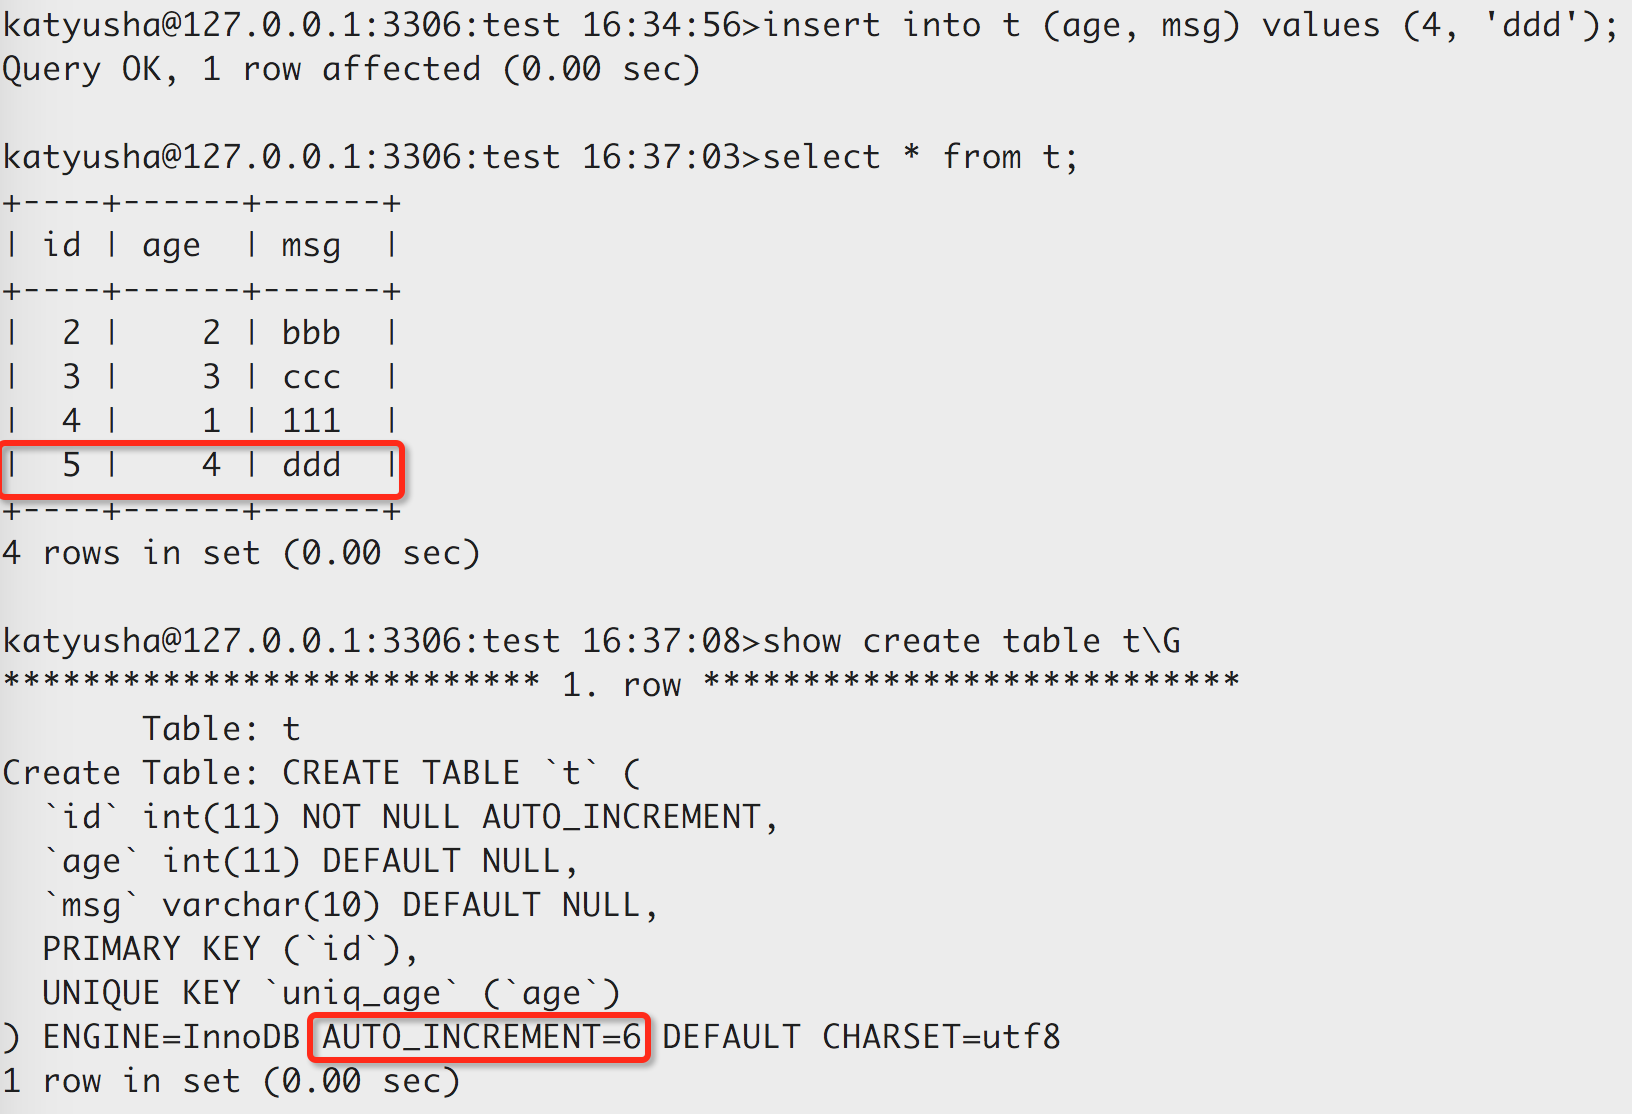 katyusha@127.0.0.1:3306:test 16:34:56>insert into t (age, msg) values (4, 'ddd');
Query OK, 1 row affected (0.00 sec)
katyusha@127.0.0.1:3306:test 16:37:03>select * from t;
+----+------+------+
| id | age  | msg  |
+----+------+------+
|  2 |    2 | bbb  |
|  3 |    3 | ccc  |
|  4 |    1 | 111  |
|  5 |    4 | ddd  |
+----+------+------+
4 rows in set (0.00 sec)
katyusha@127.0.0.1:3306:test 16:37:08>show create table t\G
*************************** 1. row ***************************
       Table: t
Create Table: CREATE TABLE `t` (
  `id` int(11) NOT NULL AUTO_INCREMENT,
  `age` int(11) DEFAULT NULL,
  `msg` varchar(10) DEFAULT NULL,
  PRIMARY KEY (`id`),
  UNIQUE KEY `uniq_age` (`age`)
) ENGINE=InnoDB AUTO_INCREMENT=6 DEFAULT CHARSET=utf8
1 row in set (0.00 sec)